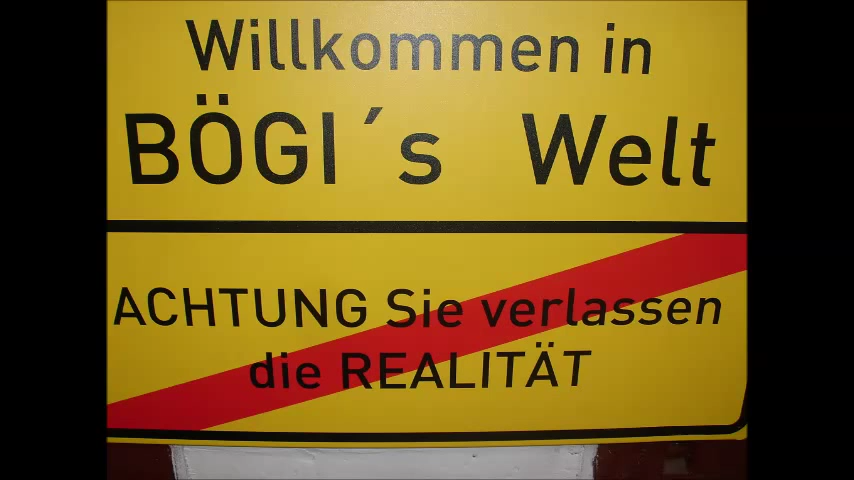 Willkommen in
BÖGI´s Welt
ACHTUNG Sie verlassen
die REALITÄT